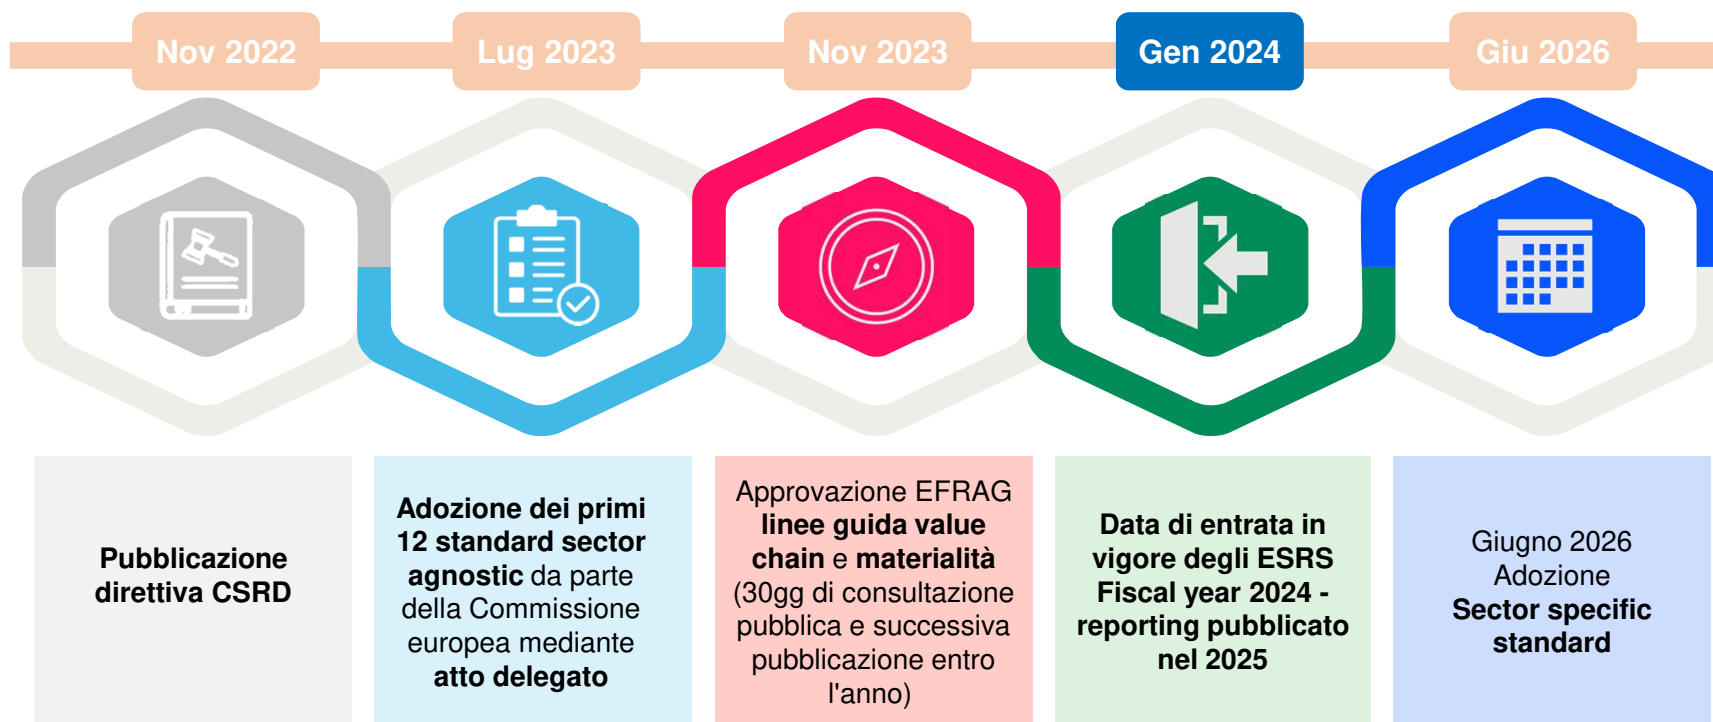 Nov 2022
Lug 2023
Nov 2023
Gen 2024
Giu 2026
Pubblicazione
direttiva CSRD
Adozione dei primi
12 standard sector
agnostic da parte
della Commissione
europea mediante
atto delegato
Approvazione EFRAG
linee guida value
chain e materialità
(30gg di consultazione
pubblica e successiva
pubblicazione entro
l'anno)
Data di entrata in
vigore degli ESRS
Fiscal year 2024 -
reporting pubblicato
nel 2025
Giugno 2026
Adozione
Sector specific
standard